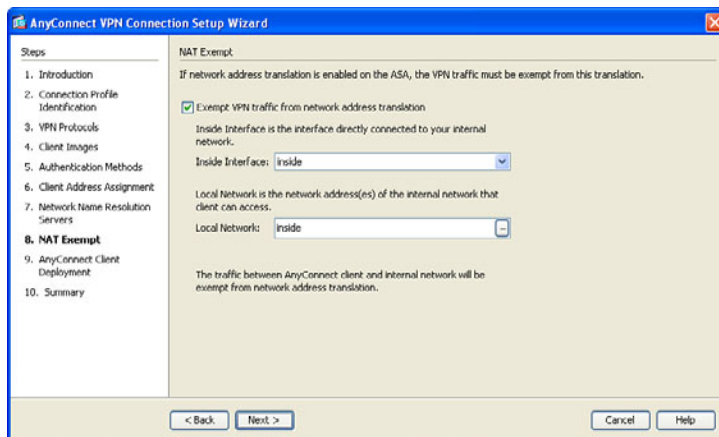 AnyConnect VPN Connection Setup Wizard
Steps
1. Introduction
2. Connection Profile
Identification
3. VPN Protocols
4. Client Images
5. Authentication Methods
6. Client Address Assignment
7. Network Name Resolution
Servers
8. NAT Exempt
9. AnyConnect Client
Deployment
10. Summary
NAT Exempt
If network address translation is enabled on the ASA, the VPN traffic must be exempt from this translation.
Exempt VPN traffic from network address translation
Inside Interface is the interface directly connected to your internal
network.
Inside Interface: inside
Local Network is the network address(es) of the internal network that
client can access.
Local Network: inside
...
The traffic between AnyConnect client and internal network will be
exempt from network address translation.
< Back Next > Cancel Help